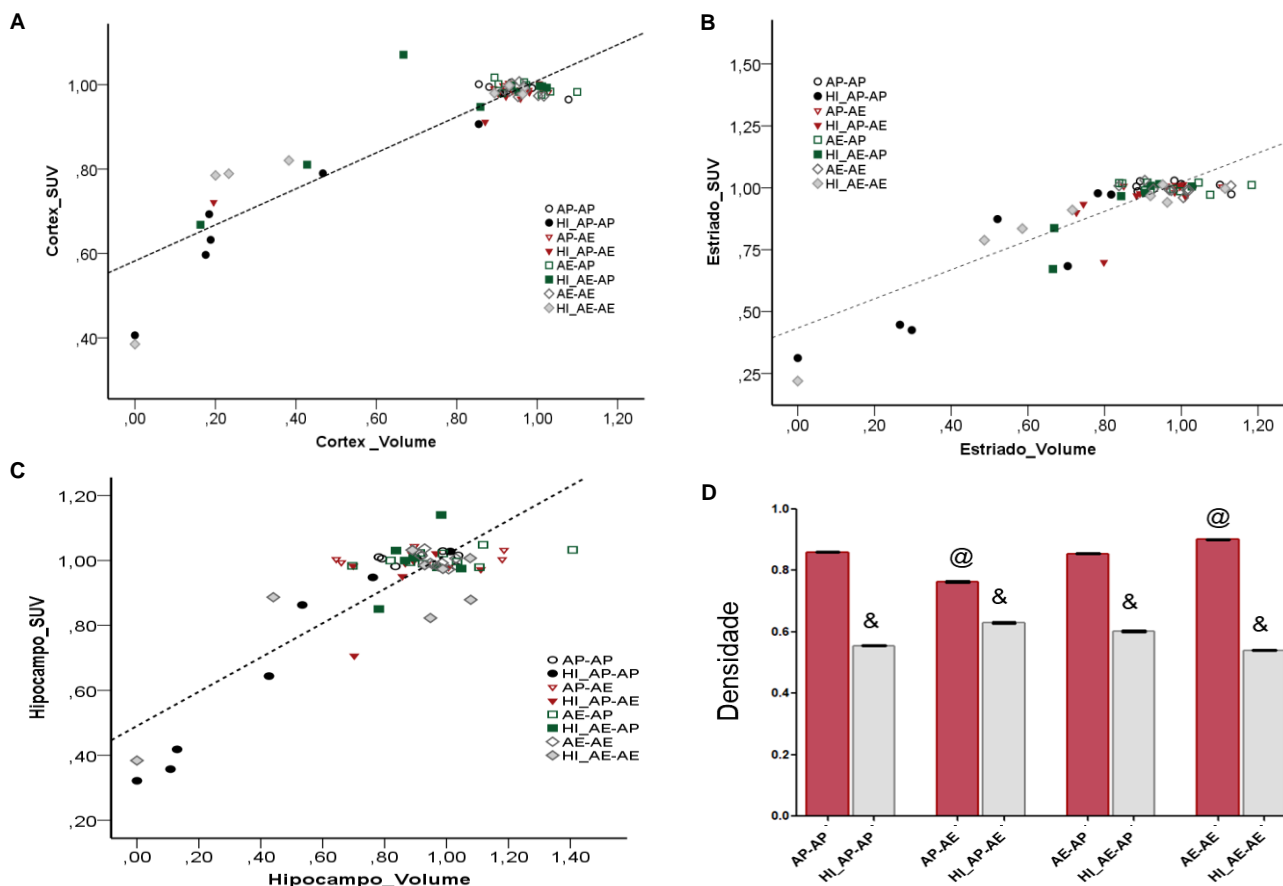 A
Cortex_SUV
1,00
,80
,60
,40
,00
,20
,40
,60
,80
1,00
1,20
Cortex _Volume
AP-AP
HI_AP-AP
AP-AE
HI_AP-AE
AE-AP
HI_AE-AP
AE-AE
HI_AE-AE
B
Estriado_SUV
1,50
1,25
1,00
,75
,50
,25
,00
,20
,40
,60
,80
1,00
1,20
Estriado_Volume
AP-AP
HI_AP-AP
AP-AE
HI_AP-AE
AE-AP
HI_AE-AP
AE-AE
HI_AE-AE
C
Hipocampo_SUV
1,20
1,00
,80
,60
,40
,20
,00
,20
,40
,60
,80
1,00
1,20
1,40
Hipocampo_Volume
AP-AP
HI_AP-AP
AP-AE
HI_AP-AE
AE-AP
HI_AE-AP
AE-AE
HI_AE-AE
D
Densidade
1.0
0.8
0.6
0.4
0.2
0.0
&
@
&
&
@
&
AP-AP
HI_AP-AP
AP-AE
HI_AP-AE
AE-AP
HI_AE-AP
AE-AE
HI_AE-AE